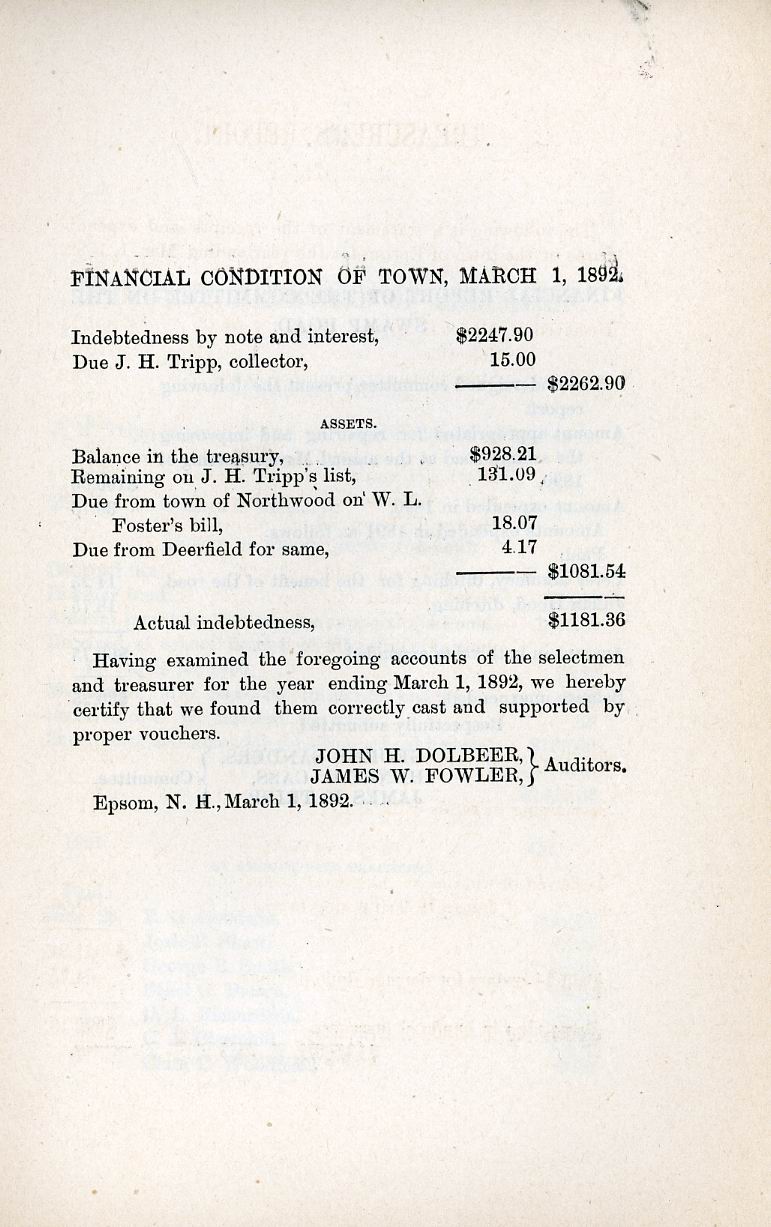 FINANCIAL CONDITION OF TOWN, MARCH 1, 1892.
Indebtedness by note and interest, $2247.90
Due J. H. Tripp, collector, 15.00
$2262.90
ASSETS.
Balance in the treasury, $928.21
Remaining on J. H. Tripp's list, 131.09
Due from town of Northwood on W. L.
Foster's bill, 18.07
Due from Deerfield for same, 4.17
$1081.54
Actual indebtedness, $1181.36
Having examined the foregoing accounts of the selectmen
and treasurer for the year ending March 1, 1892, we hereby
certify that we found them correctly cast and supported by
proper vouchers.
JOHN H. DOLBEER,
JAMES W. FOWLER, } Auditors.
Epsom, N. H., March 1, 1892.